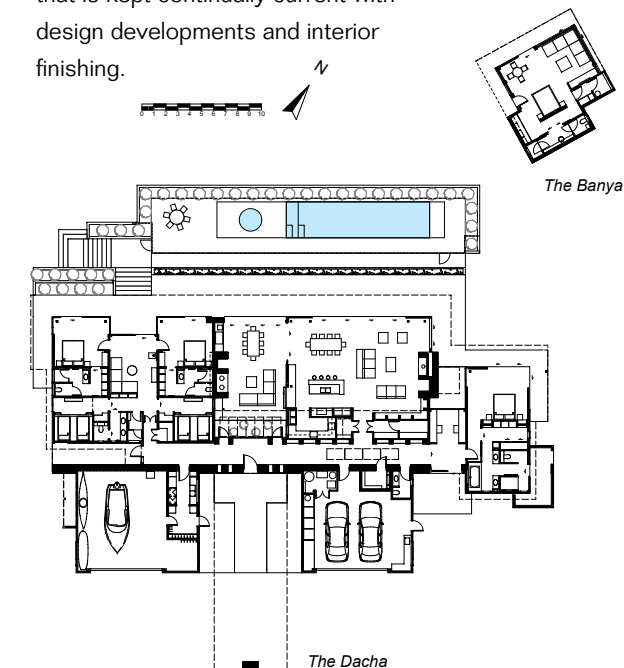 that is kept continually current with
design developments and interior
finishing.
N
0 1 2 3 4 5 6 7 8 9 10
The Banya
The Dacha